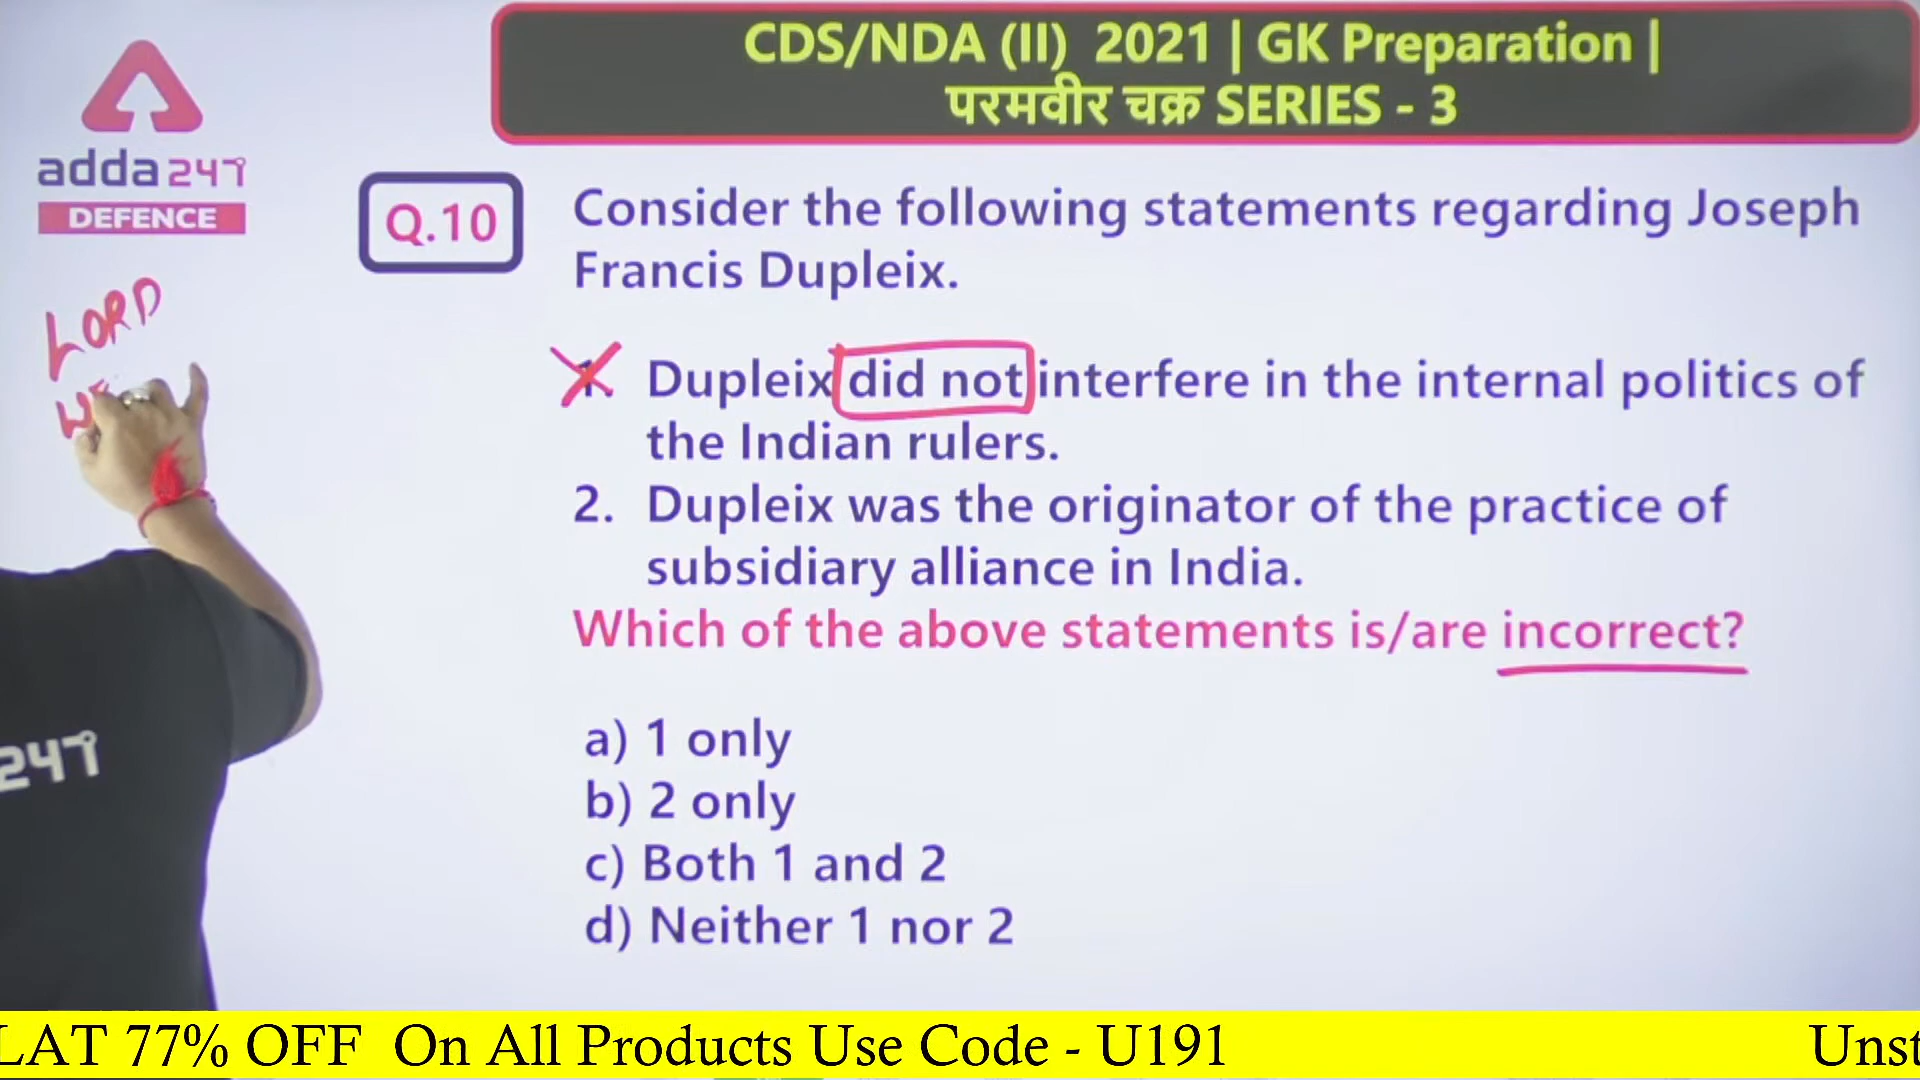 CDS/NDA (II) 2021 | GK Preparation |
परमवीर चक्र SERIES - 3
adda247
DEFENCE
Q.10
Consider the following statements regarding Joseph
Francis Dupleix.
LORD
1. Dupleix did not interfere in the internal politics of
the Indian rulers.
2. Dupleix was the originator of the practice of
subsidiary alliance in India.
Which of the above statements is/are incorrect?
a) 1 only
b) 2 only
c) Both 1 and 2
d) Neither 1 nor 2
247
LAT 77% OFF On All Products Use Code - U191
Unst